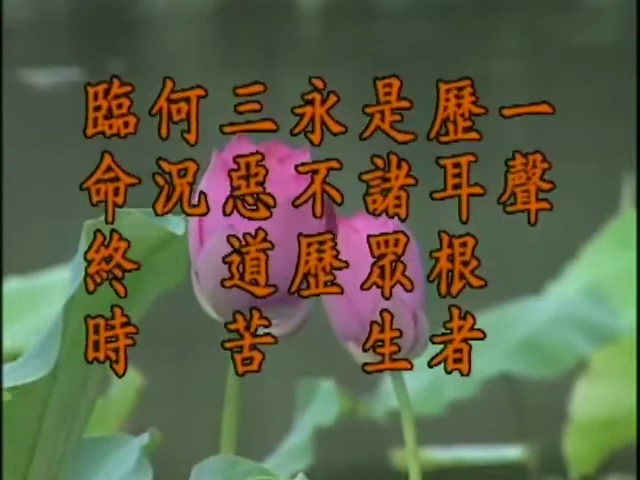 一聲
歷耳根者
是諸眾生
永不歷
三惡道苦
何況
臨命終時